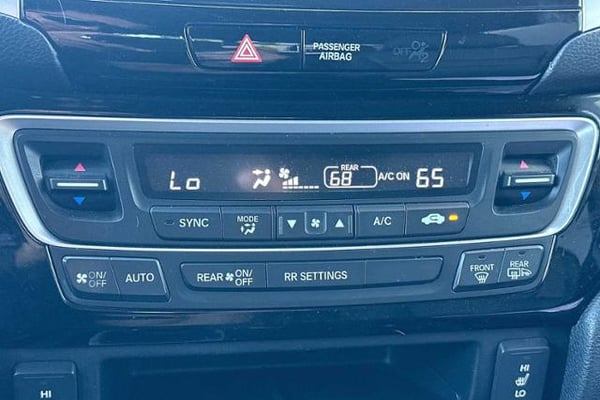 PASSENGER
AIRBAG
OFF
Lo
REAR
68
A/C ON
65
SYNC
MODE
A/C
ON/
OFF
AUTO
REAR ON/
OFF
RR SETTINGS
FRONT
REAR
HI
HI
LO